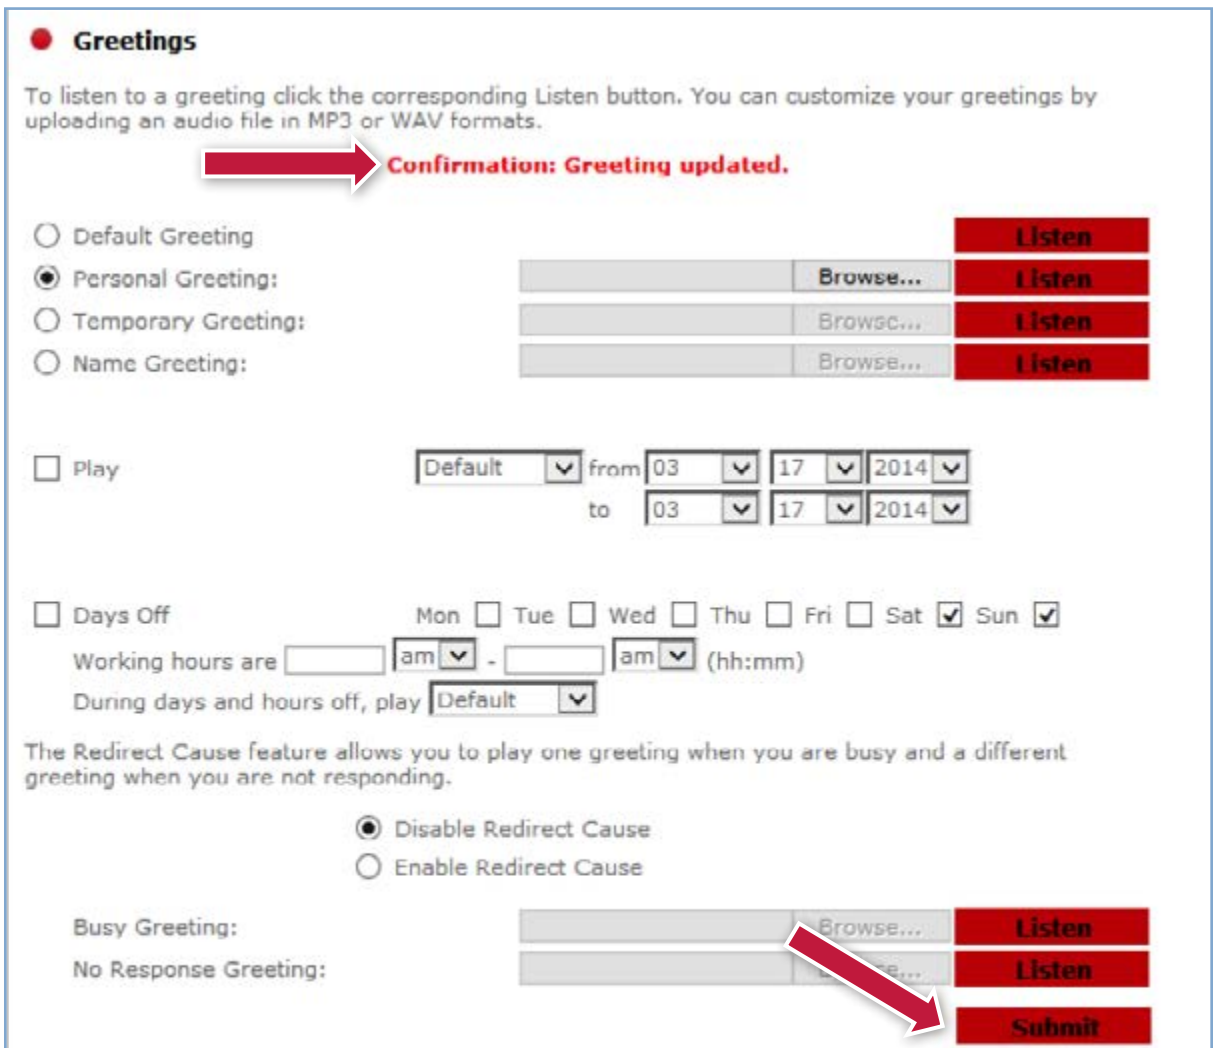 Greetings
To listen to a greeting click the corresponding Listen button. You can customize your greetings by
uploading an audio file in MP3 or WAV formats.
Confirmation: Greeting updated.
Default Greeting Listen
Personal Greeting: Browse... Listen
Temporary Greeting: Browse... Listen
Name Greeting: Browse... Listen
Play Default from 03 17 2014
to 03 17 2014
Days Off Mon Tue Wed Thu Fri Sat Sun
Working hours are am - am (hh:mm)
During days and hours off, play Default
The Redirect Cause feature allows you to play one greeting when you are busy and a different
greeting when you are not responding.
Disable Redirect Cause
Enable Redirect Cause
Busy Greeting: Browse... Listen
No Response Greeting: Listen
Submit